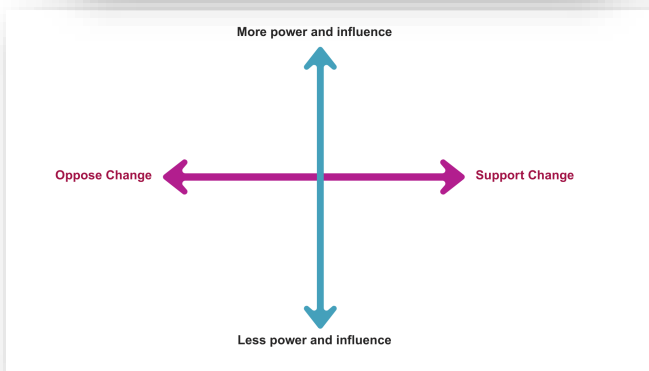 More power and influence
Oppose Change
Support Change
Less power and influence